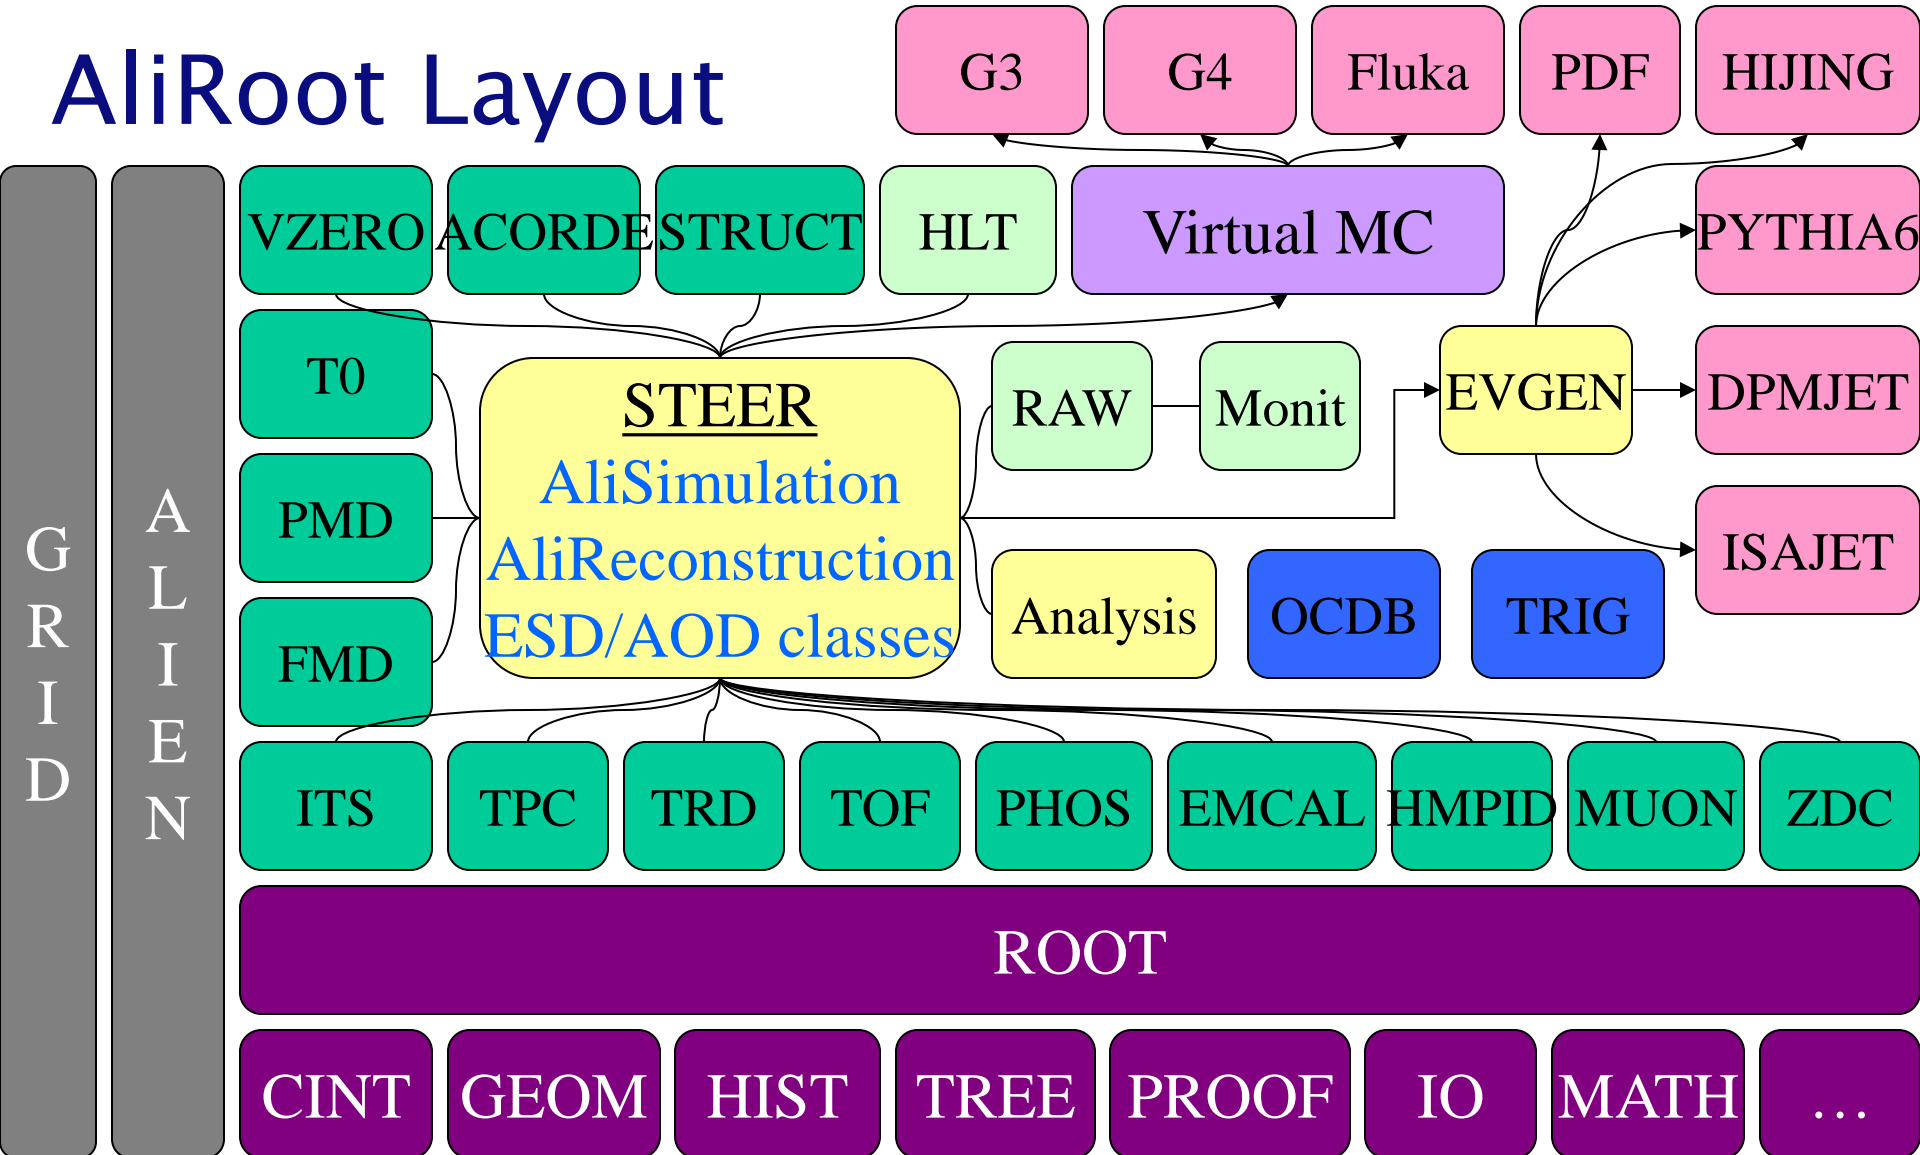 AliRoot Layout
G3
G4
Fluka
PDF
HIJING
VZERO
ACORDE
STRUCT
HLT
Virtual MC
PYTHIA6
T0
STEER
AliSimulation
AliReconstruction
ESD/AOD classes
RAW
Monit
EVGEN
DPMJET
PMD
FMD
Analysis
OCDB
TRIG
ISAJET
G
R
I
D
A
L
I
E
N
ITS
TPC
TRD
TOF
PHOS
EMCAL
HMPID
MUON
ZDC
ROOT
CINT
GEOM
HIST
TREE
PROOF
IO
MATH
…